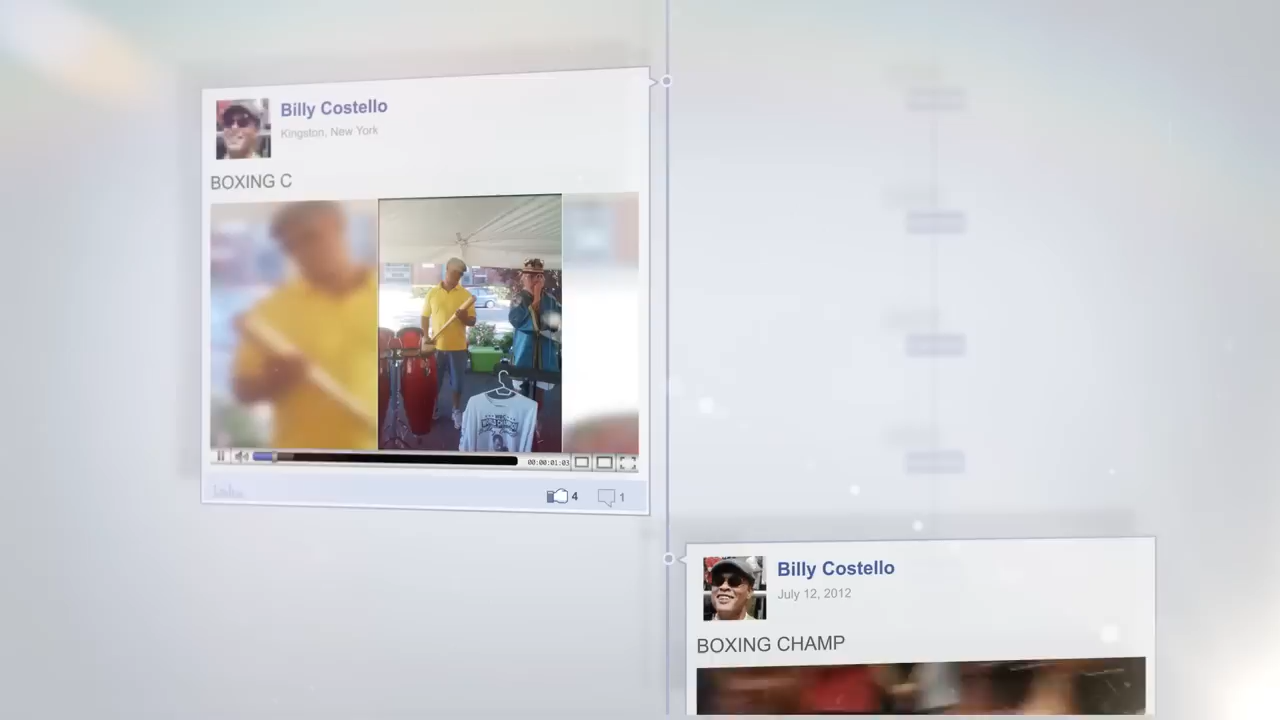 Billy Costello
Kingston, New York
BOXING C
00:00:01:03
4
1
Billy Costello
July 12, 2012
BOXING CHAMP